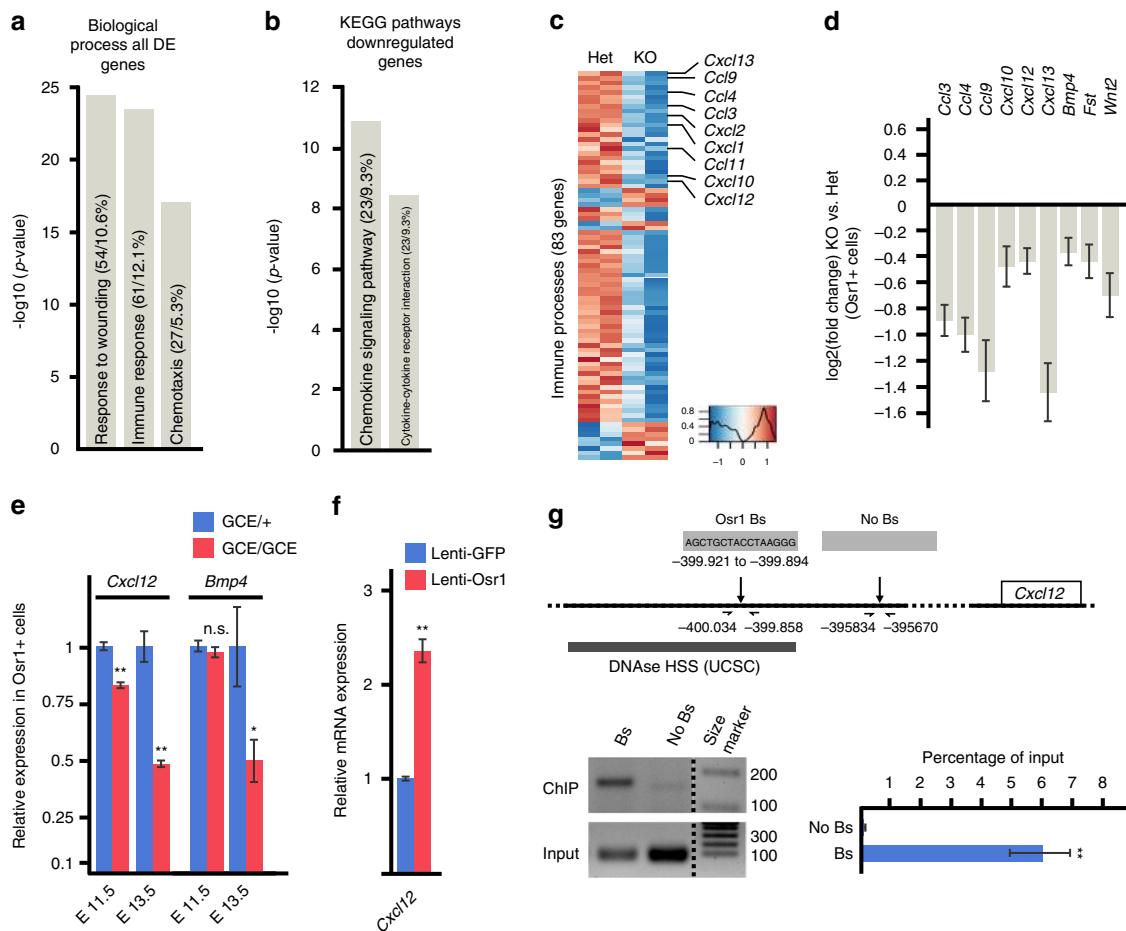 a
Biological
process all DE
genes
25
20
15
10
5
0
-log10 (p-value)
Response to wounding (54/10.6%)
Immune response (61/12.1%)
Chemotaxis (27/5.3%)
b
KEGG pathways
downregulated
genes
12
10
8
6
4
2
0
-log10 (p-value)
Chemokine signaling pathway (23/9.3%)
Cytokine-cytokine receptor interaction (23/9.3%)
c
Het KO
Immune processes (83 genes)
Cxcl13
Ccl9
Ccl4
Ccl3
Cxcl2
Cxcl1
Ccl11
Cxcl10
Cxcl12
0.8
0.4
0
−1 0 1
d
Ccl3
Ccl4
Ccl9
Cxcl10
Cxcl12
Cxcl13
Bmp4
Fst
Wnt2
0.6
0.4
0.2
0
−0.2
−0.4
−0.6
−0.8
−1.0
−1.2
−1.4
−1.6
log2(fold change) KO vs. Het
(Osr1+ cells)
e
GCE/+
GCE/GCE
Cxcl12 Bmp4
Relative expression in Osr1+ cells
1
0.75
0.5
0.25
0.1
**
**
n.s.
*
E 11.5
E 13.5
E 11.5
E 13.5
f
Lenti-GFP
Lenti-Osr1
Relative mRNA expression
3
2
1
**
Cxcl12
g
Osr1 Bs No Bs
AGCTGCTACCTAAGGG
−399.921 to −399.894
Cxcl12
−400.034 −399.858 −395834 −395670
DNAse HSS (UCSC)
Bs
No Bs
Size
marker
ChIP
200
100
Input
300
100
Percentage of input
1 2 3 4 5 6 7 8
No Bs
Bs
**